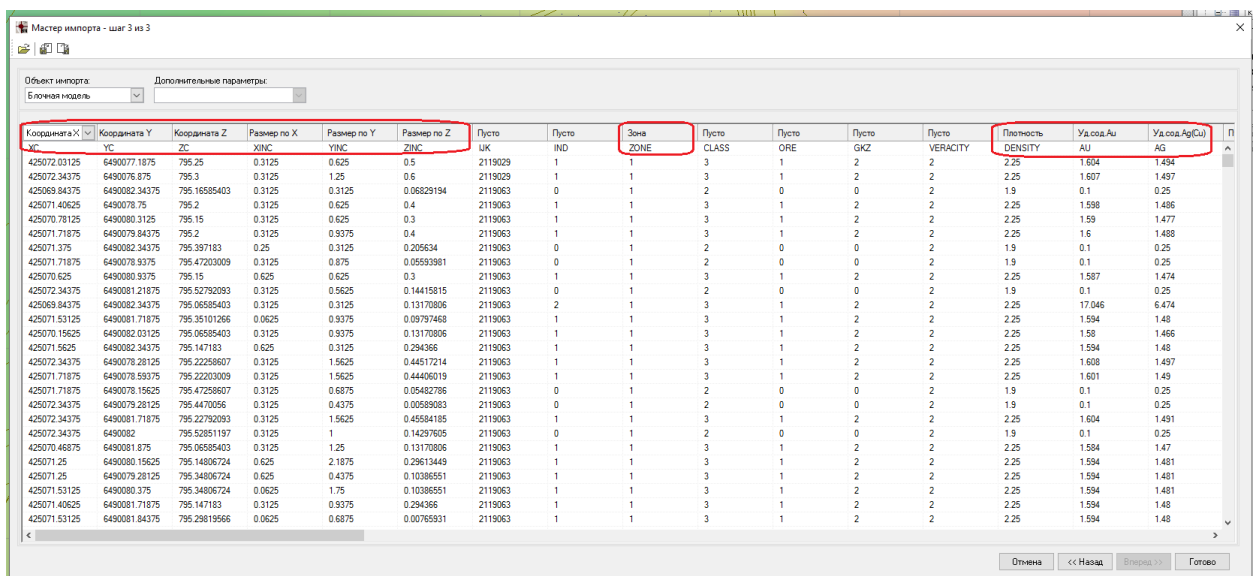 Мастер импорта - шаг 3 из 3
Объект импорта: Дополнительные параметры:
Блочная модель
Координата X Координата Y Координата Z Размер по X Размер по Y Размер по Z Пусто Пусто Зона Пусто Пусто Пусто Пусто Плотность Уд.сод.Au Уд.сод.Ag(Cu) П
XC YC ZC XINC YINC ZINC IJK IND ZONE CLASS ORE GKZ VERACITY DENSITY AU AG
425072.03125 6490077.1875 795.25 0.3125 0.625 0.5 2119029 1 1 3 1 2 2 2.25 1.604 1.494
425072.34375 6490076.875 795.3 0.3125 1.25 0.6 2119029 1 1 3 1 2 2 2.25 1.607 1.497
425069.84375 6490082.34375 795.16585403 0.3125 0.3125 0.06829194 2119063 0 1 2 0 0 2 1.9 0.1 0.25
425071.40625 6490078.75 795.2 0.3125 0.625 0.4 2119063 1 1 3 1 2 2 2.25 1.598 1.486
425070.78125 6490080.3125 795.15 0.3125 0.625 0.3 2119063 1 1 3 1 2 2 2.25 1.59 1.477
425071.71875 6490079.84375 795.2 0.3125 0.9375 0.4 2119063 1 1 3 1 2 2 2.25 1.6 1.488
425071.375 6490082.34375 795.397183 0.25 0.3125 0.205634 2119063 0 1 2 0 0 2 1.9 0.1 0.25
425071.71875 6490078.9375 795.47203009 0.3125 0.875 0.05593981 2119063 0 1 2 0 0 2 1.9 0.1 0.25
425070.625 6490080.9375 795.15 0.625 0.625 0.3 2119063 1 1 3 1 2 2 2.25 1.587 1.474
425072.34375 6490081.21875 795.52792093 0.3125 0.5625 0.14415815 2119063 0 1 2 0 0 2 1.9 0.1 0.25
425069.84375 6490082.34375 795.06585403 0.3125 0.3125 0.13170806 2119063 2 1 3 1 2 2 2.25 17.046 6.474
425071.53125 6490081.71875 795.35101266 0.0625 0.9375 0.09797468 2119063 1 1 3 1 2 2 2.25 1.594 1.48
425070.15625 6490082.03125 795.06585403 0.3125 0.9375 0.13170806 2119063 1 1 3 1 2 2 2.25 1.58 1.466
425071.5625 6490082.34375 795.147183 0.625 0.3125 0.294366 2119063 1 1 3 1 2 2 2.25 1.594 1.48
425072.34375 6490078.28125 795.22258607 0.3125 1.5625 0.44517214 2119063 1 1 3 1 2 2 2.25 1.608 1.497
425071.71875 6490078.59375 795.22203009 0.3125 1.5625 0.44406019 2119063 1 1 3 1 2 2 2.25 1.601 1.49
425071.71875 6490078.15625 795.47258607 0.3125 0.6875 0.05482786 2119063 0 1 2 0 0 2 1.9 0.1 0.25
425072.34375 6490079.28125 795.4470056 0.3125 0.4375 0.00589083 2119063 0 1 2 0 0 2 1.9 0.1 0.25
425072.34375 6490081.71875 795.22792093 0.3125 1.5625 0.45584185 2119063 1 1 3 1 2 2 2.25 1.604 1.491
425072.34375 6490082 795.52851197 0.3125 1 0.14297605 2119063 0 1 2 0 0 2 1.9 0.1 0.25
425070.46875 6490081.875 795.06585403 0.3125 1.25 0.13170806 2119063 1 1 3 1 2 2 2.25 1.584 1.47
425071.25 6490080.15625 795.14806724 0.625 2.1875 0.29613449 2119063 1 1 3 1 2 2 2.25 1.594 1.481
425071.25 6490079.28125 795.34806724 0.625 0.4375 0.10386551 2119063 1 1 3 1 2 2 2.25 1.594 1.481
425071.53125 6490080.375 795.34806724 0.0625 1.75 0.10386551 2119063 1 1 3 1 2 2 2.25 1.594 1.481
425071.40625 6490081.71875 795.147183 0.3125 0.9375 0.294366 2119063 1 1 3 1 2 2 2.25 1.594 1.48
425071.53125 6490081.84375 795.29819566 0.0625 0.6875 0.00765931 2119063 1 1 3 1 2 2 2.25 1.594 1.48
Отмена << Назад Вперед >> Готово